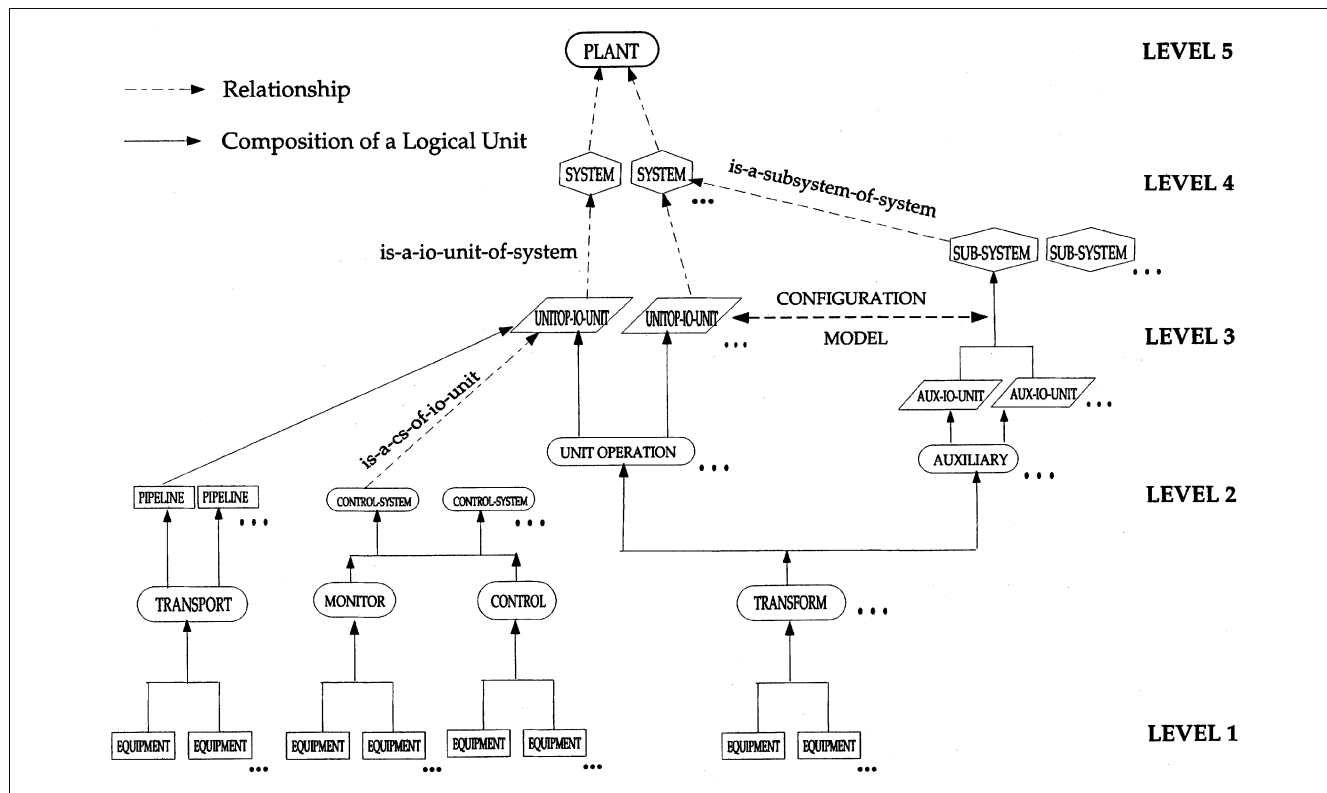 PLANT
LEVEL 5
Relationship
Composition of a Logical Unit
SYSTEM
SYSTEM
...
is-a-subsystem-of-system
LEVEL 4
is-a-io-unit-of-system
SUB-SYSTEM
SUB-SYSTEM
...
UNITOP-IO-UNIT
UNITOP-IO-UNIT
...
CONFIGURATION
MODEL
LEVEL 3
is-a-cs-of-io-unit
AUX-IO-UNIT
AUX-IO-UNIT
...
UNIT OPERATION
...
AUXILIARY
...
PIPELINE
PIPELINE
...
CONTROL-SYSTEM
CONTROL-SYSTEM
...
LEVEL 2
TRANSPORT
MONITOR
CONTROL
TRANSFORM
...
EQUIPMENT
EQUIPMENT
...
EQUIPMENT
EQUIPMENT
...
EQUIPMENT
EQUIPMENT
...
EQUIPMENT
EQUIPMENT
...
LEVEL 1